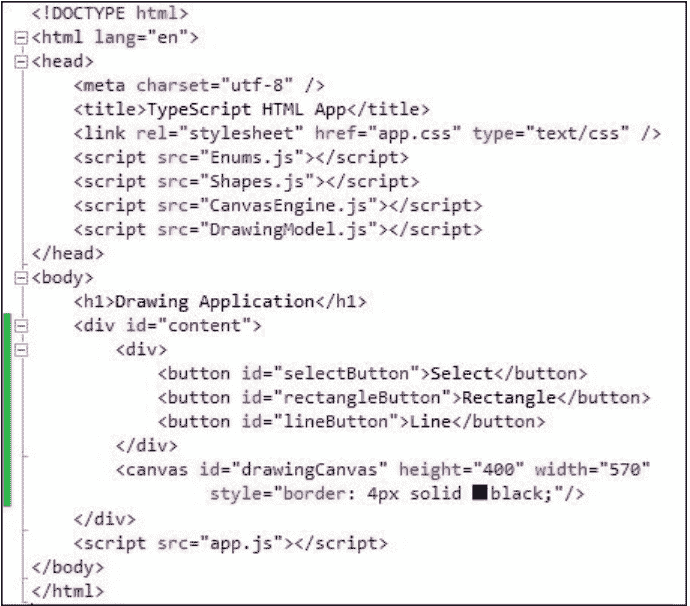 <!DOCTYPE html>
<html lang="en">
<head>
    <meta charset="utf-8" />
    <title>TypeScript HTML App</title>
    <link rel="stylesheet" href="app.css" type="text/css" />
    <script src="Enums.js"></script>
    <script src="Shapes.js"></script>
    <script src="CanvasEngine.js"></script>
    <script src="DrawingModel.js"></script>
</head>
<body>
    <h1>Drawing Application</h1>
    <div id="content">
        <div>
            <button id="selectButton">Select</button>
            <button id="rectangleButton">Rectangle</button>
            <button id="lineButton">Line</button>
        </div>
        <canvas id="drawingCanvas" height="400" width="570"
                style="border: 4px solid black;"/>
    </div>
    <script src="app.js"></script>
</body>
</html>